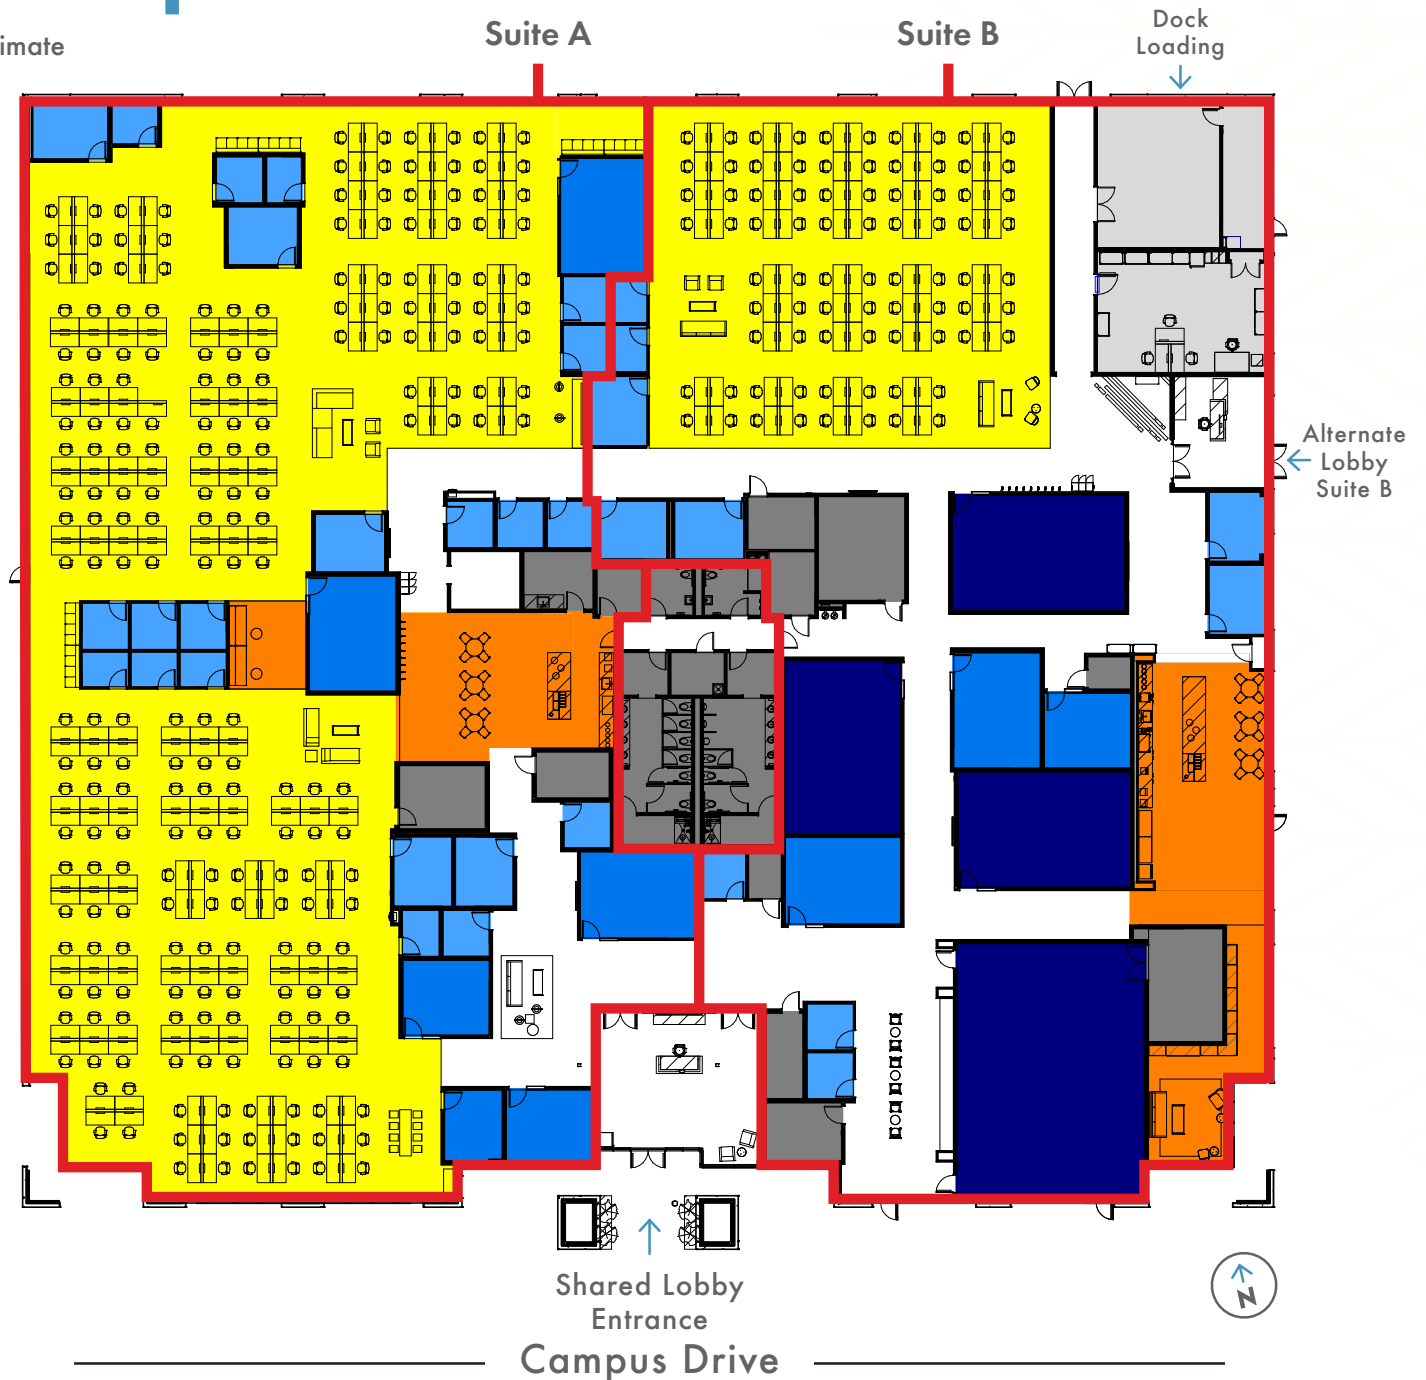 imate
Suite A
Suite B
Dock
Loading
Alternate
Lobby
Suite B
Shared Lobby
Entrance
N
Campus Drive